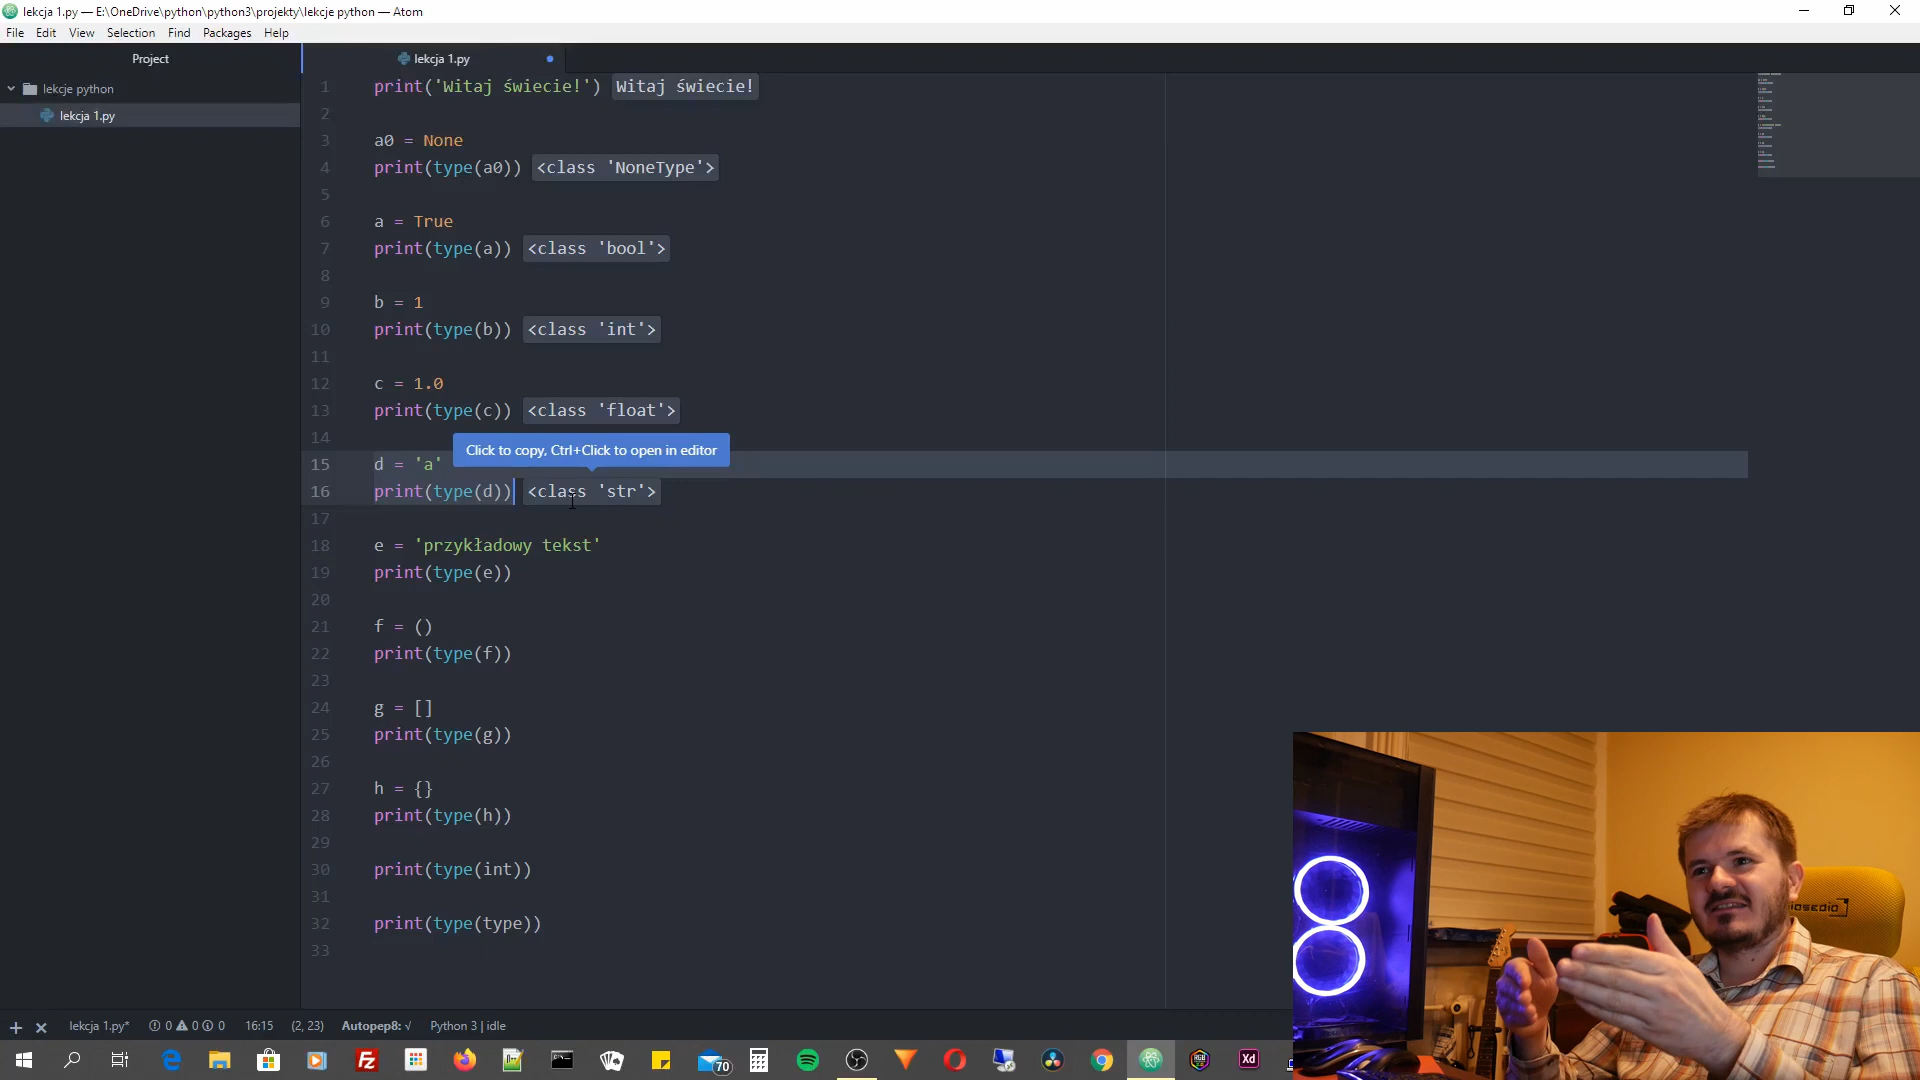 lekcja 1.py — E:\OneDrive\python\python3\projekty\lekcje python — Atom
File Edit View Selection Find Packages Help
Project
lekcja 1.py
lekcje python
lekcja 1.py
1 print('Witaj świecie!') Witaj świecie!
2
3 a0 = None
4 print(type(a0)) <class 'NoneType'>
5
6 a = True
7 print(type(a)) <class 'bool'>
8
9 b = 1
10 print(type(b)) <class 'int'>
11
12 c = 1.0
13 print(type(c)) <class 'float'>
14
Click to copy, Ctrl+Click to open in editor
15 d = 'a'
16 print(type(d)) <class 'str'>
17
18 e = 'przykładowy tekst'
19 print(type(e))
20
21 f = ()
22 print(type(f))
23
24 g = []
25 print(type(g))
26
27 h = {}
28 print(type(h))
29
30 print(type(int))
31
32 print(type(type))
33
lekcja 1.py* 0 0 0 16:15 (2, 23) Autopep8: √ Python 3 | idle
70
Xd